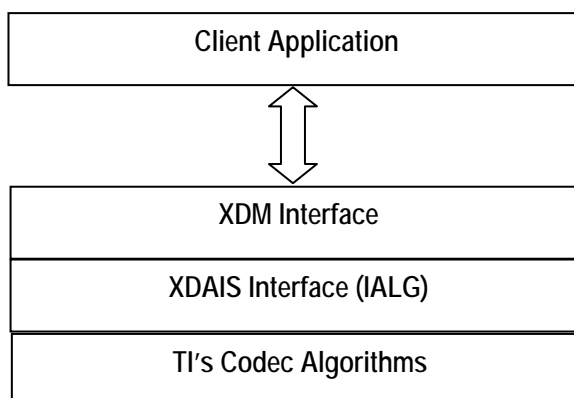 Client Application
XDM Interface
XDAIS Interface (IALG)
TI's Codec Algorithms